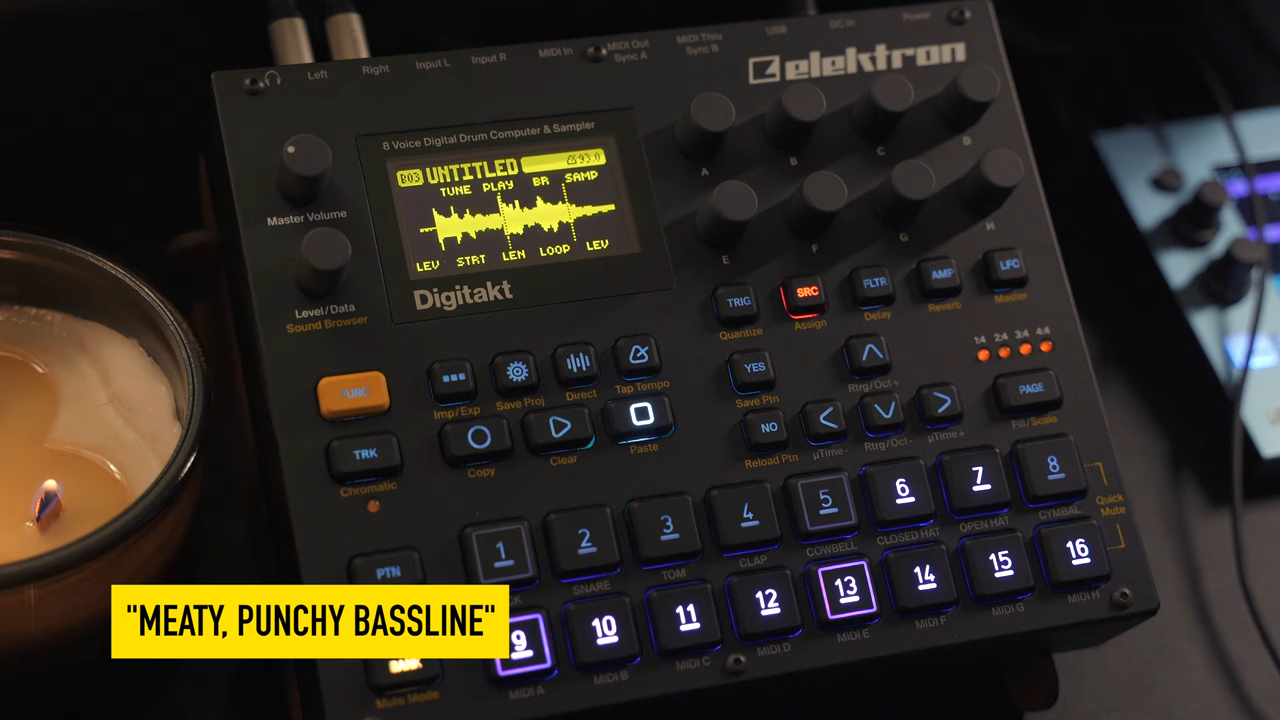 Left Right Input L Input R MIDI In MIDI Out Sync A MIDI Thru Sync B USB DC In Power
elektron
8 Voice Digital Drum Computer & Sampler
Master Volume
Level/Data
Sound Browser
B03 UNTITLED 93.0
TUNE PLAY BR SAMP
LEV STRT LEN LOOP LEV
Digitakt
A B C D
E F G H
TRIG SRC FLTR AMP LFO
Quantize Assign Delay Reverb Master
1:4 2:4 3:4 4:4
FUNC
Imp/Exp Save Proj Direct Tap Tempo
YES
Save Ptn
Rtrg/Oct+
PAGE
Fill/Scale
TRK
Chromatic
Copy Clear Paste
NO
Reload Ptn µTime- Rtrg/Oct- µTime+
1 2 3 4 5 6 7 8
SNARE TOM CLAP COWBELL CLOSED HAT OPEN HAT CYMBAL
Quick
Mute
PTN
9 10 11 12 13 14 15 16
MIDI A MIDI B MIDI C MIDI D MIDI E MIDI F MIDI G MIDI H
"MEATY, PUNCHY BASSLINE"
BANK
Mute Mode